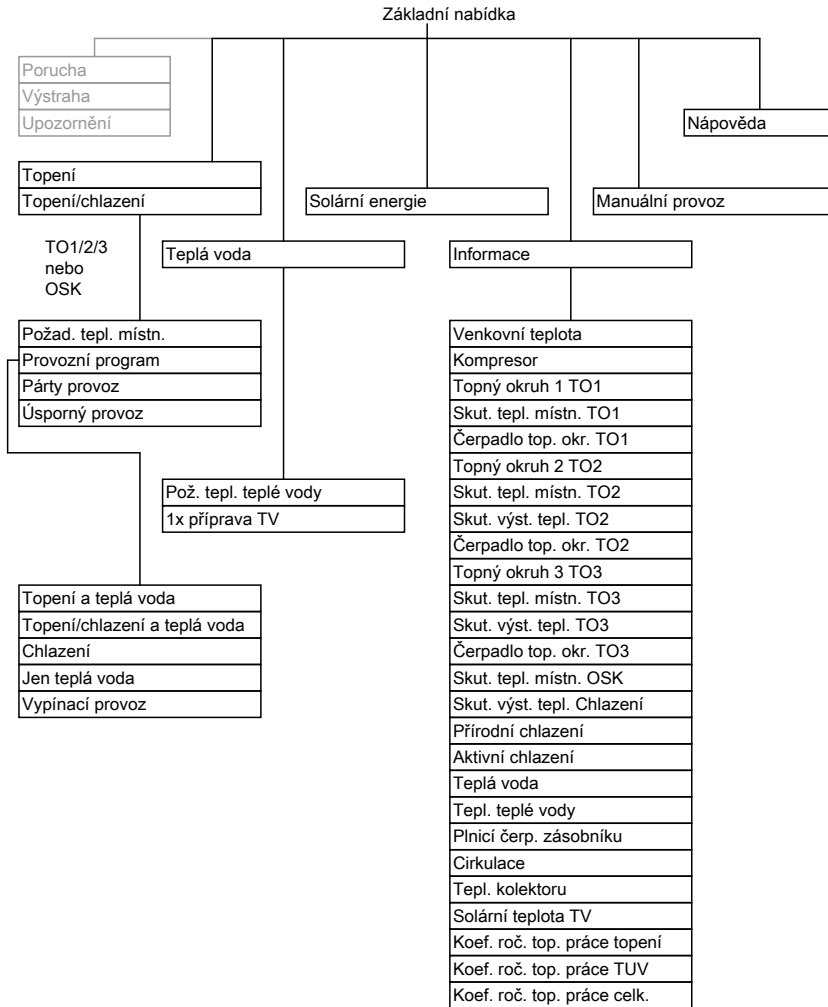 Základní nabídka
Porucha
Výstraha
Upozornění
Nápověda
Topení
Topení/chlazení
Solární energie
Manuální provoz
TO1/2/3
nebo
OSK
Teplá voda
Informace
Požad. tepl. místn.
Provozní program
Párty provoz
Úsporný provoz
Pož. tepl. teplé vody
1x příprava TV
Topení a teplá voda
Topení/chlazení a teplá voda
Chlazení
Jen teplá voda
Vypínací provoz
Venkovní teplota
Kompresor
Topný okruh 1 TO1
Skut. tepl. místn. TO1
Čerpadlo top. okr. TO1
Topný okruh 2 TO2
Skut. tepl. místn. TO2
Skut. výst. tepl. TO2
Čerpadlo top. okr. TO2
Topný okruh 3 TO3
Skut. tepl. místn. TO3
Skut. výst. tepl. TO3
Čerpadlo top. okr. TO3
Skut. tepl. místn. OSK
Skut. výst. tepl. Chlazení
Přírodní chlazení
Aktivní chlazení
Teplá voda
Tepl. teplé vody
Plnicí čerp. zásobníku
Cirkulace
Tepl. kolektoru
Solární teplota TV
Koef. roč. top. práce topení
Koef. roč. top. práce TUV
Koef. roč. top. práce celk.